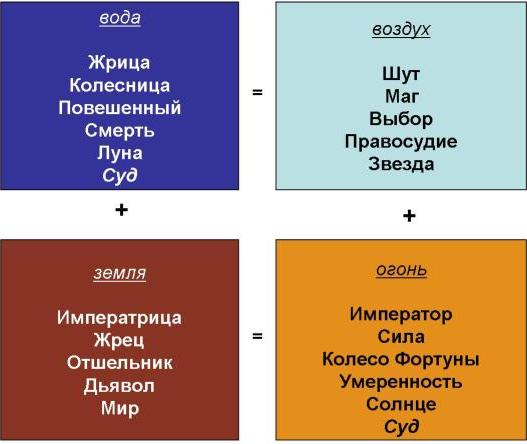 вода
Жрица
Колесница
Повешенный
Смерть
Луна
Суд
=
воздух
Шут
Маг
Выбор
Правосудие
Звезда
+
+
земля
Императрица
Жрец
Отшельник
Дьявол
Мир
=
огонь
Император
Сила
Колесо Фортуны
Умеренность
Солнце
Суд